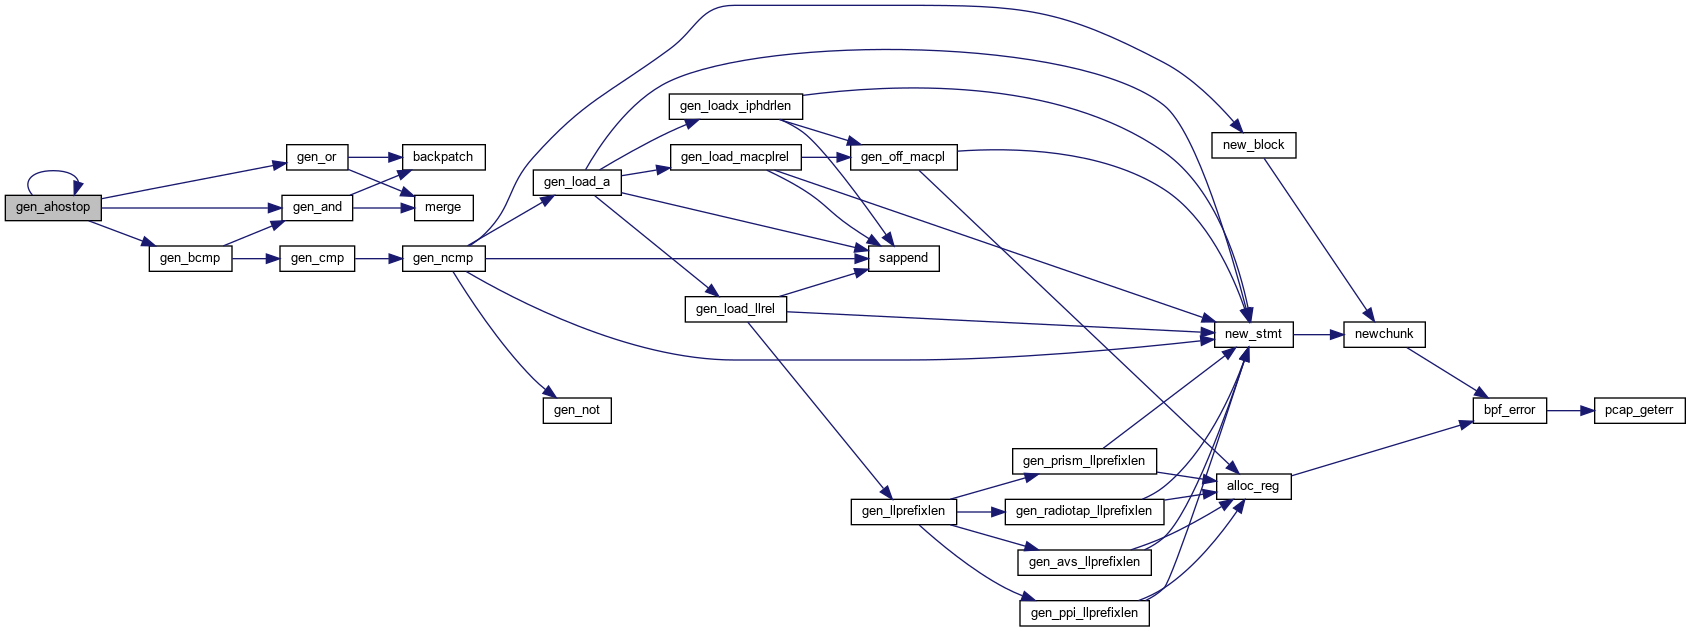 gen_ahostop
gen_or
gen_and
gen_bcmp
backpatch
merge
gen_cmp
gen_ncmp
gen_load_a
gen_not
gen_loadx_iphdrlen
gen_load_macplrel
gen_load_llrel
gen_off_macpl
sappend
gen_llprefixlen
gen_prism_llprefixlen
gen_radiotap_llprefixlen
gen_avs_llprefixlen
gen_ppi_llprefixlen
new_block
new_stmt
alloc_reg
newchunk
bpf_error
pcap_geterr